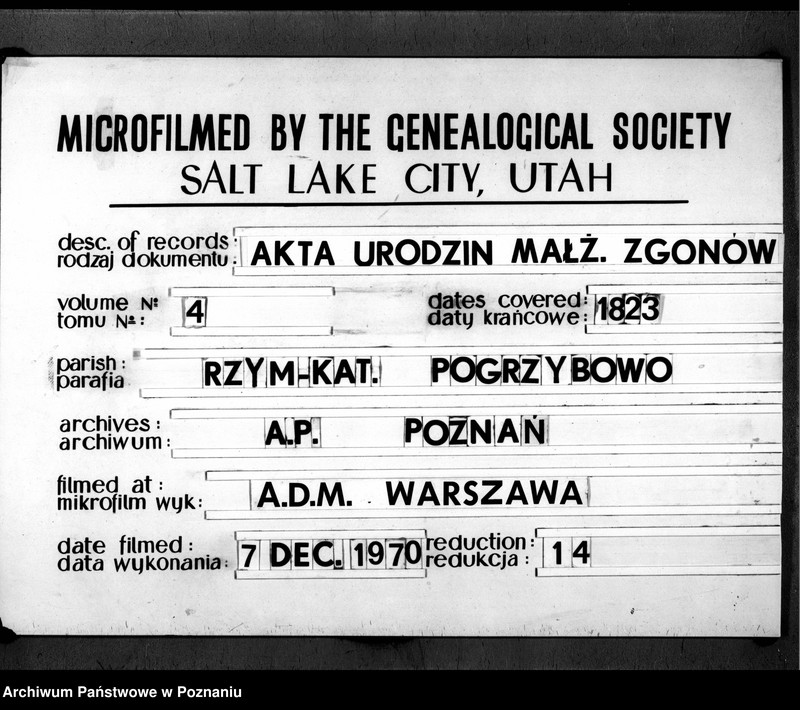 MICROFILMED BY THE GENEALOGICAL SOCIETY
SALT LAKE CITY, UTAH
desc. of records: AKTA URODZIN MAŁŻ. ZGONÓW
rodzaj dokumentu:
volume Nº 4 dates covered: 1823
tomu Nº: daty krańcowe:
parish: RZYM-KAT. POGRZYBOWO
parafia
archives: A.P. POZNAŃ
archiwum:
filmed at: A.D.M. WARSZAWA
mikrofilm wyk:
date filmed: 7 DEC. 1970 reduction: 14
data wykonania: redukcja:
Archiwum Państwowe w Poznaniu